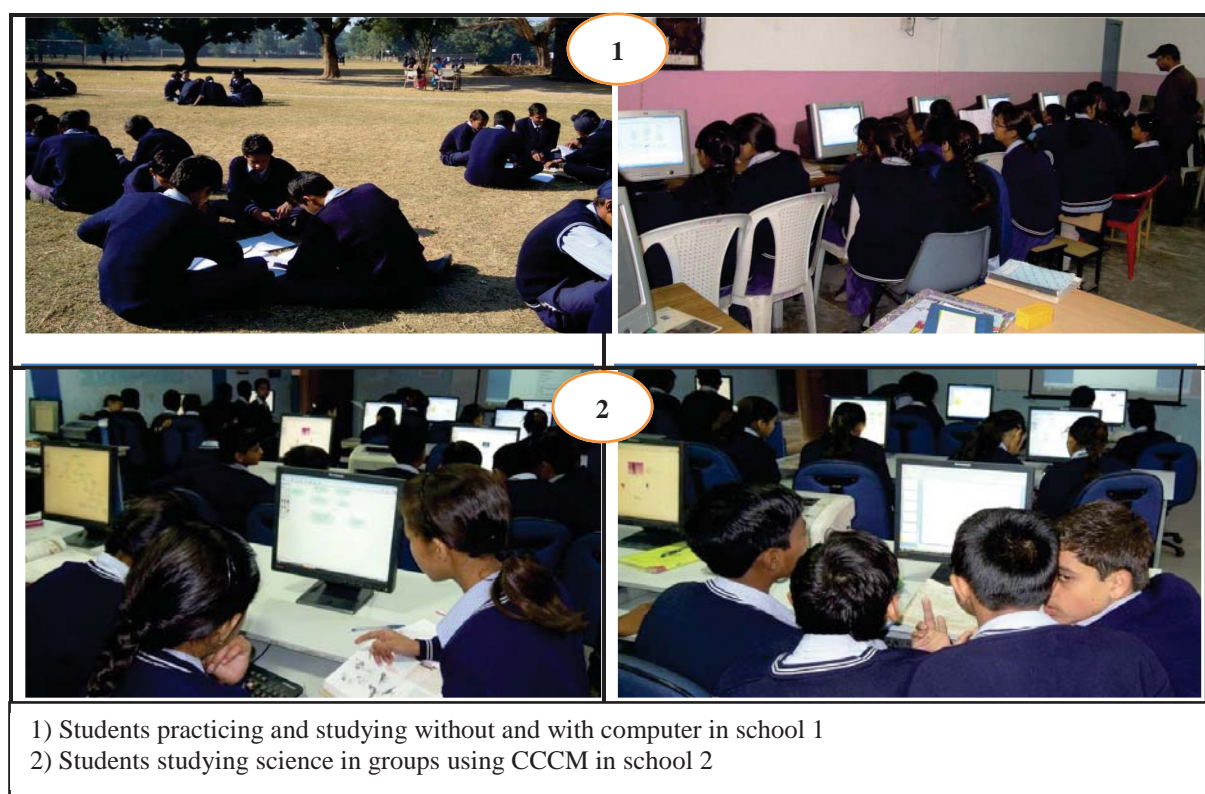 1
2
1) Students practicing and studying without and with computer in school 1
2) Students studying science in groups using CCCM in school 2